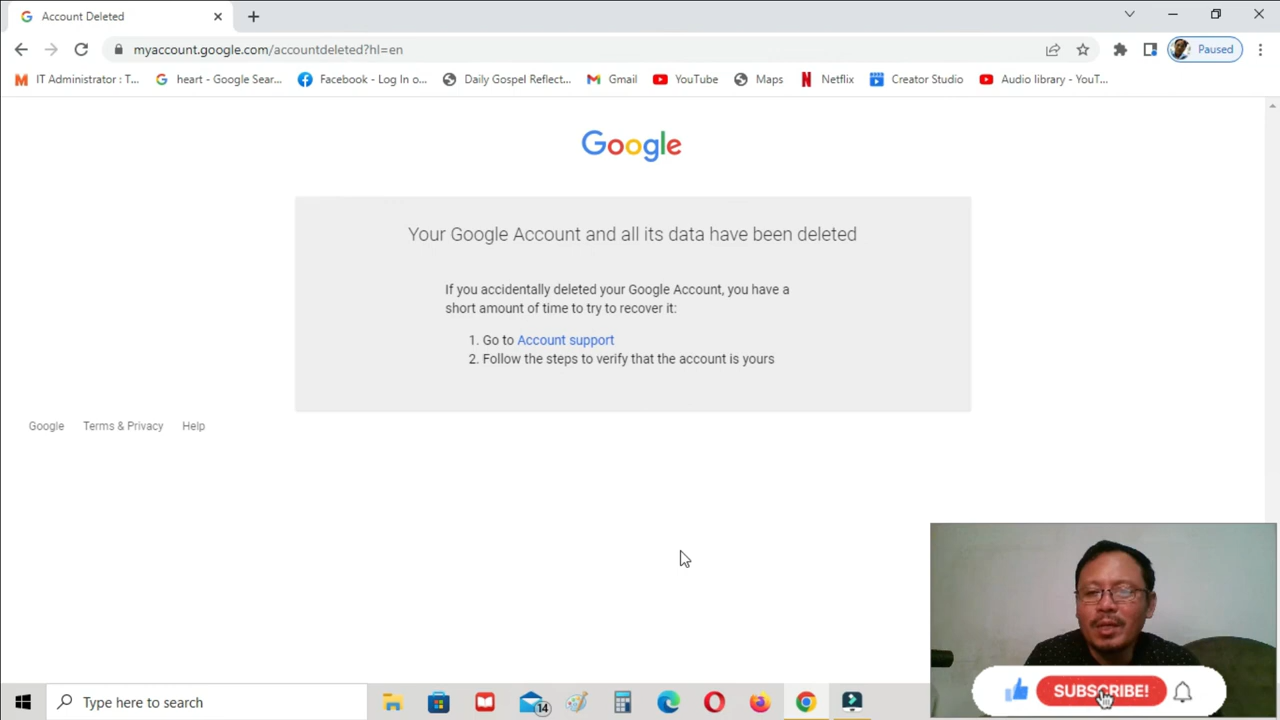 Account Deleted
myaccount.google.com/accountdeleted?hl=en
Paused
IT Administrator : T...
heart - Google Sear...
Facebook - Log In o...
Daily Gospel Reflect...
Gmail
YouTube
Maps
Netflix
Creator Studio
Audio library - YouT...
Google
Your Google Account and all its data have been deleted
If you accidentally deleted your Google Account, you have a
short amount of time to try to recover it:
1. Go to Account support
2. Follow the steps to verify that the account is yours
Google
Terms & Privacy
Help
Type here to search
14
SUBSCRIBE!